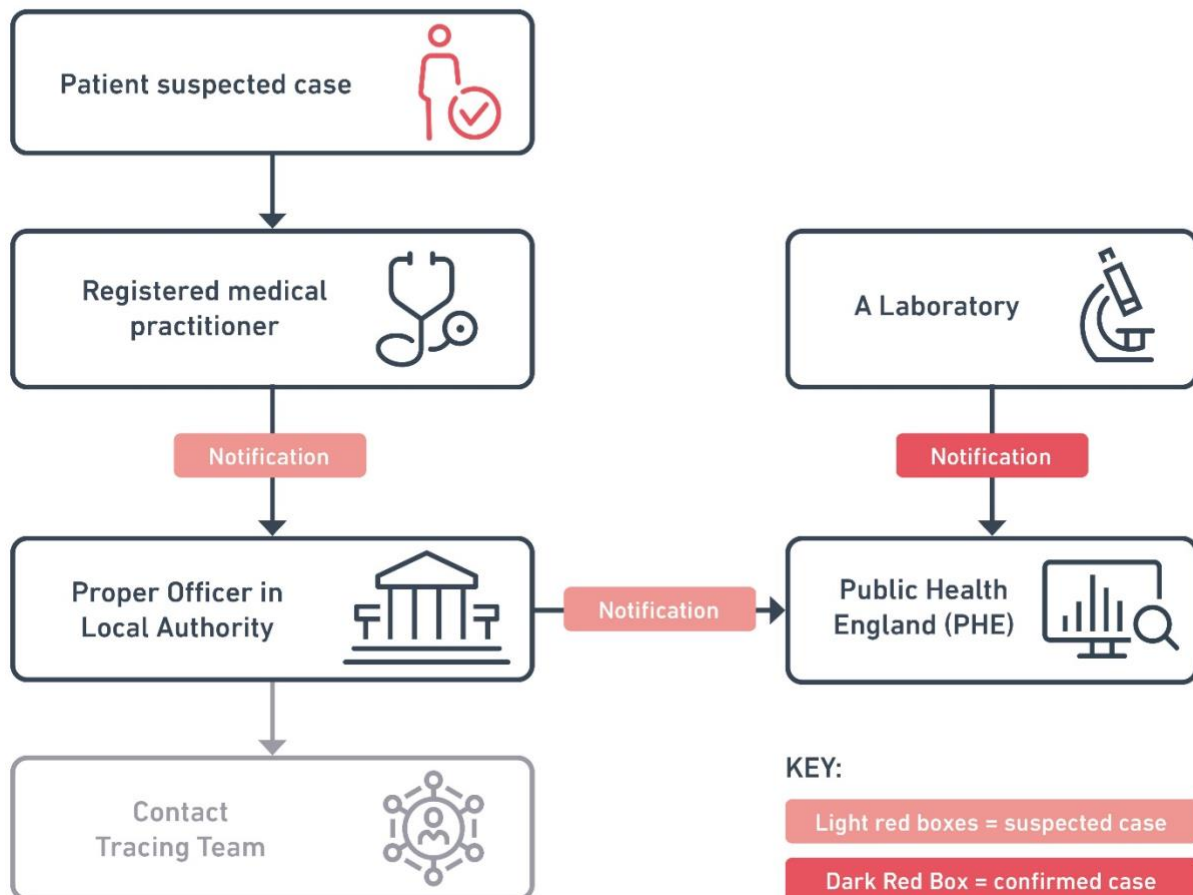 Patient suspected case
Registered medical
practitioner
A Laboratory
Notification
Notification
Proper Officer in
Local Authority
Notification
Public Health
England (PHE)
Contact
Tracing Team
KEY:
Light red boxes = suspected case
Dark Red Box = confirmed case